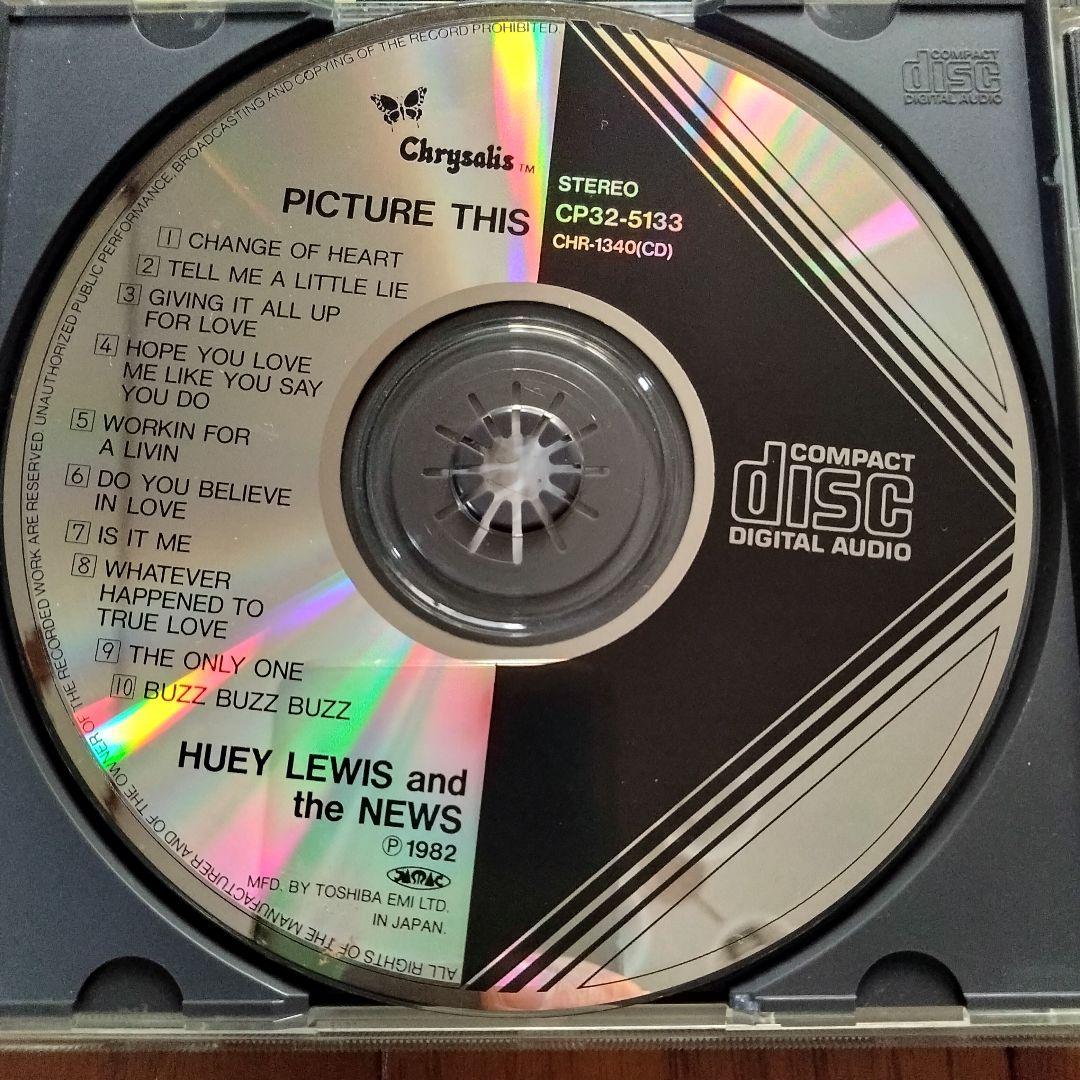 COMPACT
disc
DIGITAL AUDIO
ALL RIGHTS OF THE MANUFACTURER AND OF THE OWNER OF THE RECORDED WORK ARE RESERVED. UNAUTHORIZED PUBLIC PERFORMANCE, BROADCASTING AND COPYING OF THE RECORD PROHIBITED.
Chrysalis TM
PICTURE THIS
STEREO
CP32-5133
CHR-1340(CD)
1 CHANGE OF HEART
2 TELL ME A LITTLE LIE
3 GIVING IT ALL UP
FOR LOVE
4 HOPE YOU LOVE
ME LIKE YOU SAY
YOU DO
5 WORKIN FOR
A LIVIN
6 DO YOU BELIEVE
IN LOVE
7 IS IT ME
8 WHATEVER
HAPPENED TO
TRUE LOVE
9 THE ONLY ONE
10 BUZZ BUZZ BUZZ
COMPACT
disc
DIGITAL AUDIO
HUEY LEWIS and
the NEWS
Ⓟ 1982
JASRAC
MFD. BY TOSHIBA EMI LTD.
IN JAPAN.